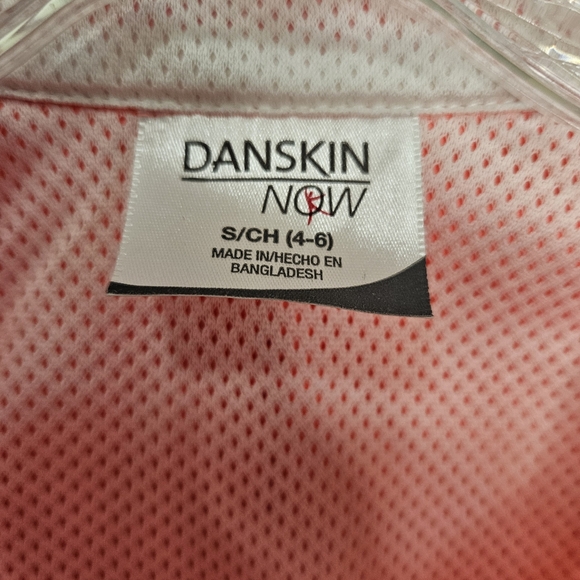 DANSKIN
NOW
S/CH (4-6)
MADE IN/HECHO EN
BANGLADESH